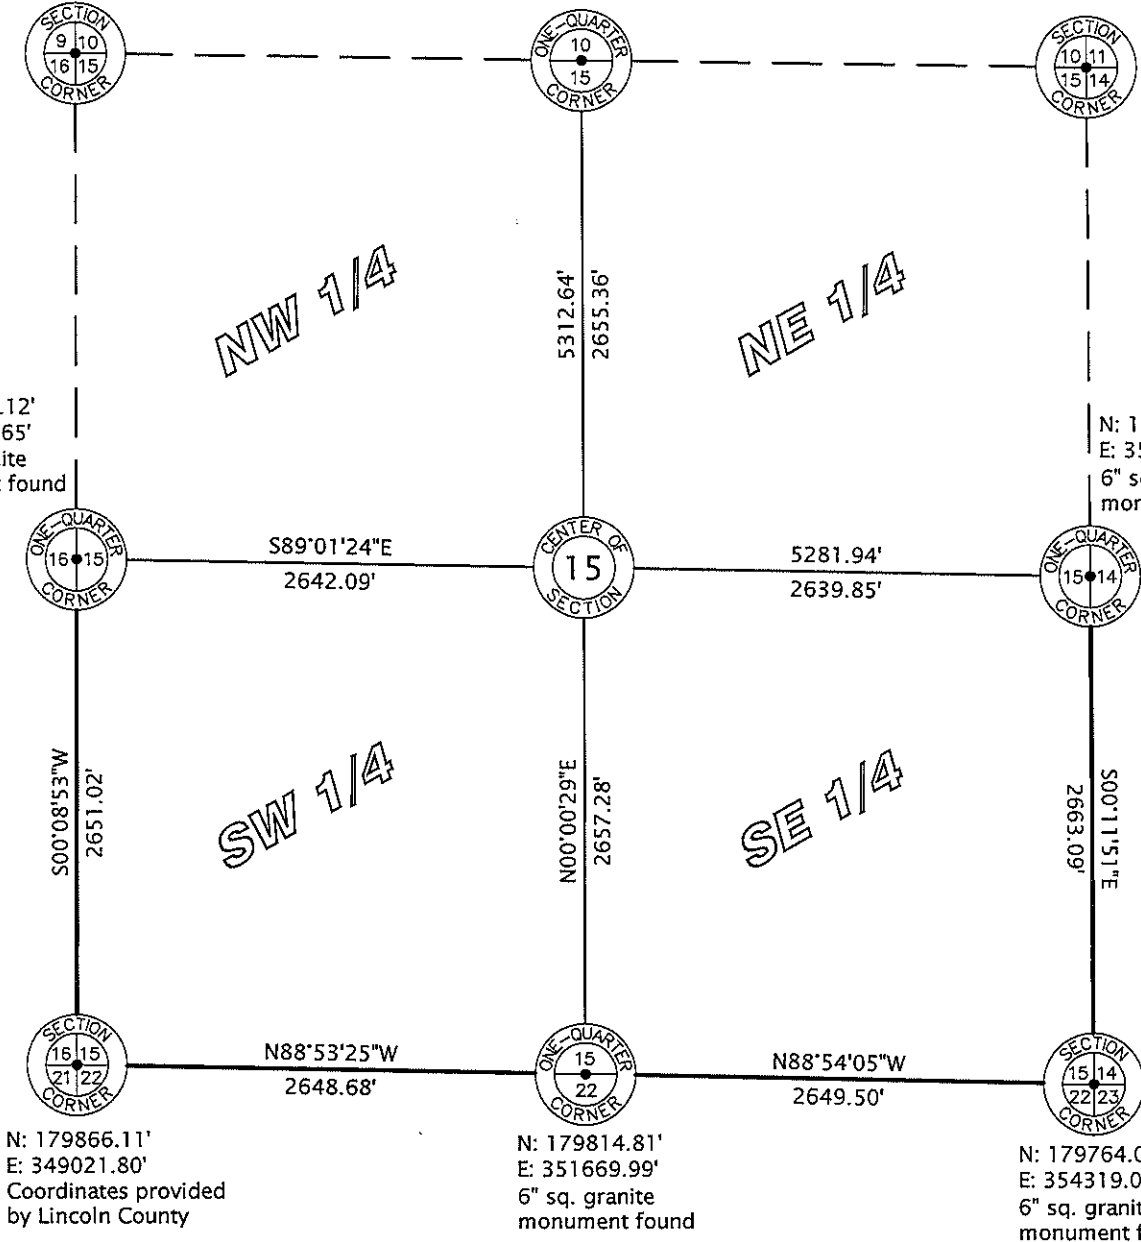 SECTION
9 10
16 15
CORNER
ONE-QUARTER
10
15
CORNER
SECTION
10 11
15 14
CORNER
NW 1/4
5312.64'
2655.36'
NE 1/4
.12'
65'
ite
found
N: 1
E: 35
6" s
mor
ONE-QUARTER
16 15
CORNER
S89°01'24"E
2642.09'
CENTER OF
15
SECTION
5281.94'
2639.85'
ONE-QUARTER
15 14
CORNER
S00°08'53"W
2651.02'
SW 1/4
N00°00'29"E
2657.28'
SE 1/4
S00°11'51"E
2663.09'
SECTION
16 15
21 22
CORNER
N88°53'25"W
2648.68'
ONE-QUARTER
15
22
CORNER
N88°54'05"W
2649.50'
SECTION
15 14
22 23
CORNER
N: 179866.11'
E: 349021.80'
Coordinates provided
by Lincoln County
N: 179814.81'
E: 351669.99'
6" sq. granite
monument found
N: 179764.0
E: 354319.0
6" sq. granit
monument f